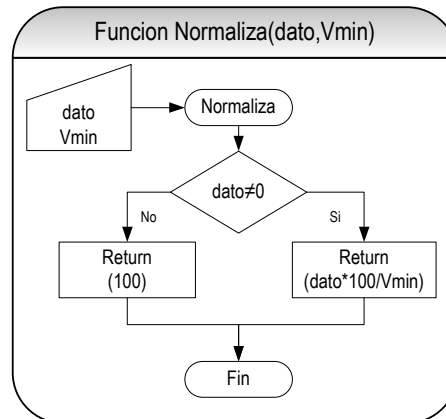 Funcion Normaliza(dato,Vmin)
dato
Vmin
Normaliza
dato≠0
No
Si
Return
(100)
Return
(dato*100/Vmin)
Fin